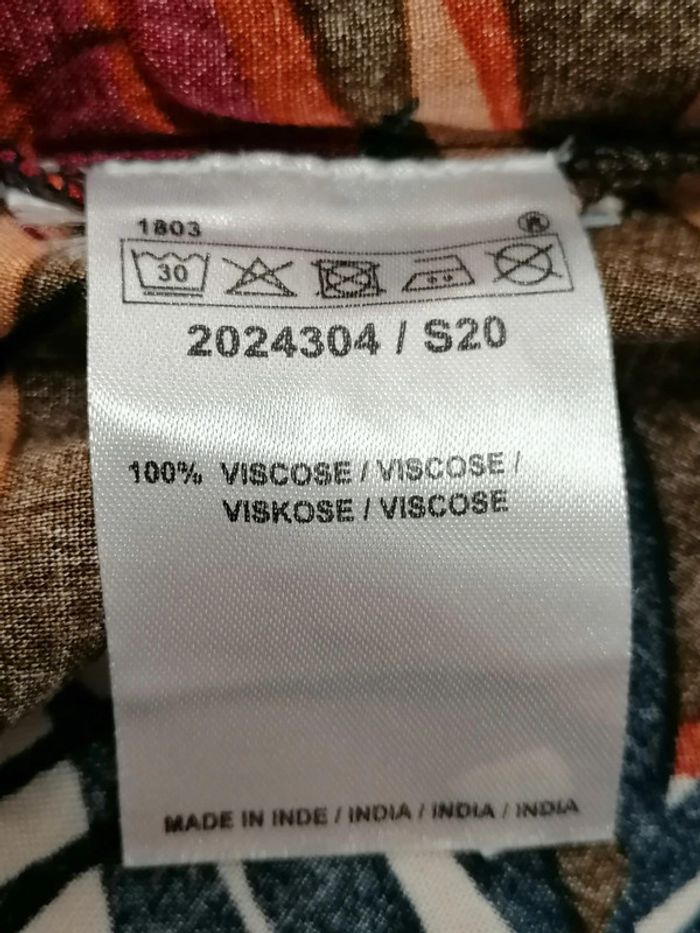 1803
®
30
2024304 / S20
100% VISCOSE / VISCOSE /
VISKOSE / VISCOSE
MADE IN INDE / INDIA / INDIA / INDIA